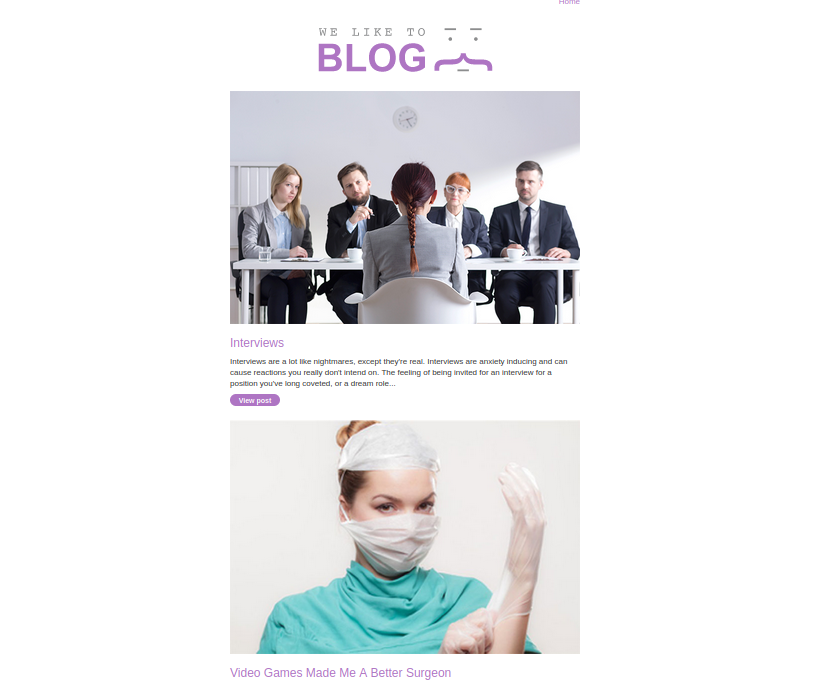 Home
WE LIKE TO
BLOG
Interviews
Interviews are a lot like nightmares, except they're real. Interviews are anxiety inducing and can
cause reactions you really don't intend on. The feeling of being invited for an interview for a
position you've long coveted, or a dream role...
View post
Video Games Made Me A Better Surgeon